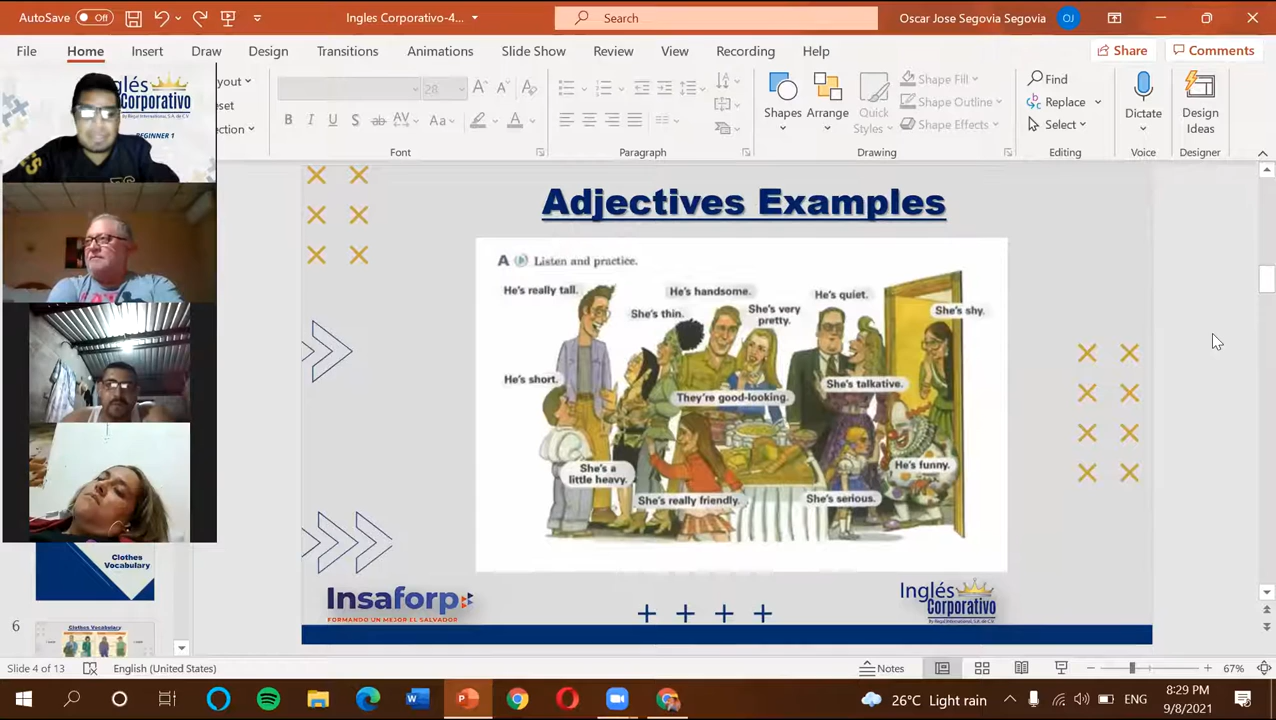 AutoSave Off
Ingles Corporativo-4...
Search
Oscar Jose Segovia Segovia
OJ
File Home Insert Draw Design Transitions Animations Slide Show Review View Recording Help
Share Comments
Inglés
Corporativo
BEGINNER 1
Font
Paragraph
Shapes
Arrange
Quick
Styles
Shape Fill
Shape Outline
Shape Effects
Drawing
Find
Replace
Select
Editing
Dictate
Voice
Design
Ideas
Designer
Adjectives Examples
A Listen and practice.
He's really tall.
He's handsome.
She's thin.
She's very
pretty.
He's quiet.
She's shy.
He's short.
They're good-looking.
She's talkative.
She's a
little heavy.
She's really friendly.
She's serious.
He's funny.
Insaforp
FORMANDO UN MEJOR EL SALVADOR
Inglés
Corporativo
Clothes
Vocabulary
6
Clothes Vocabulary
Slide 4 of 13
English (United States)
Notes
67%
26°C Light rain
ENG
8:29 PM
9/8/2021